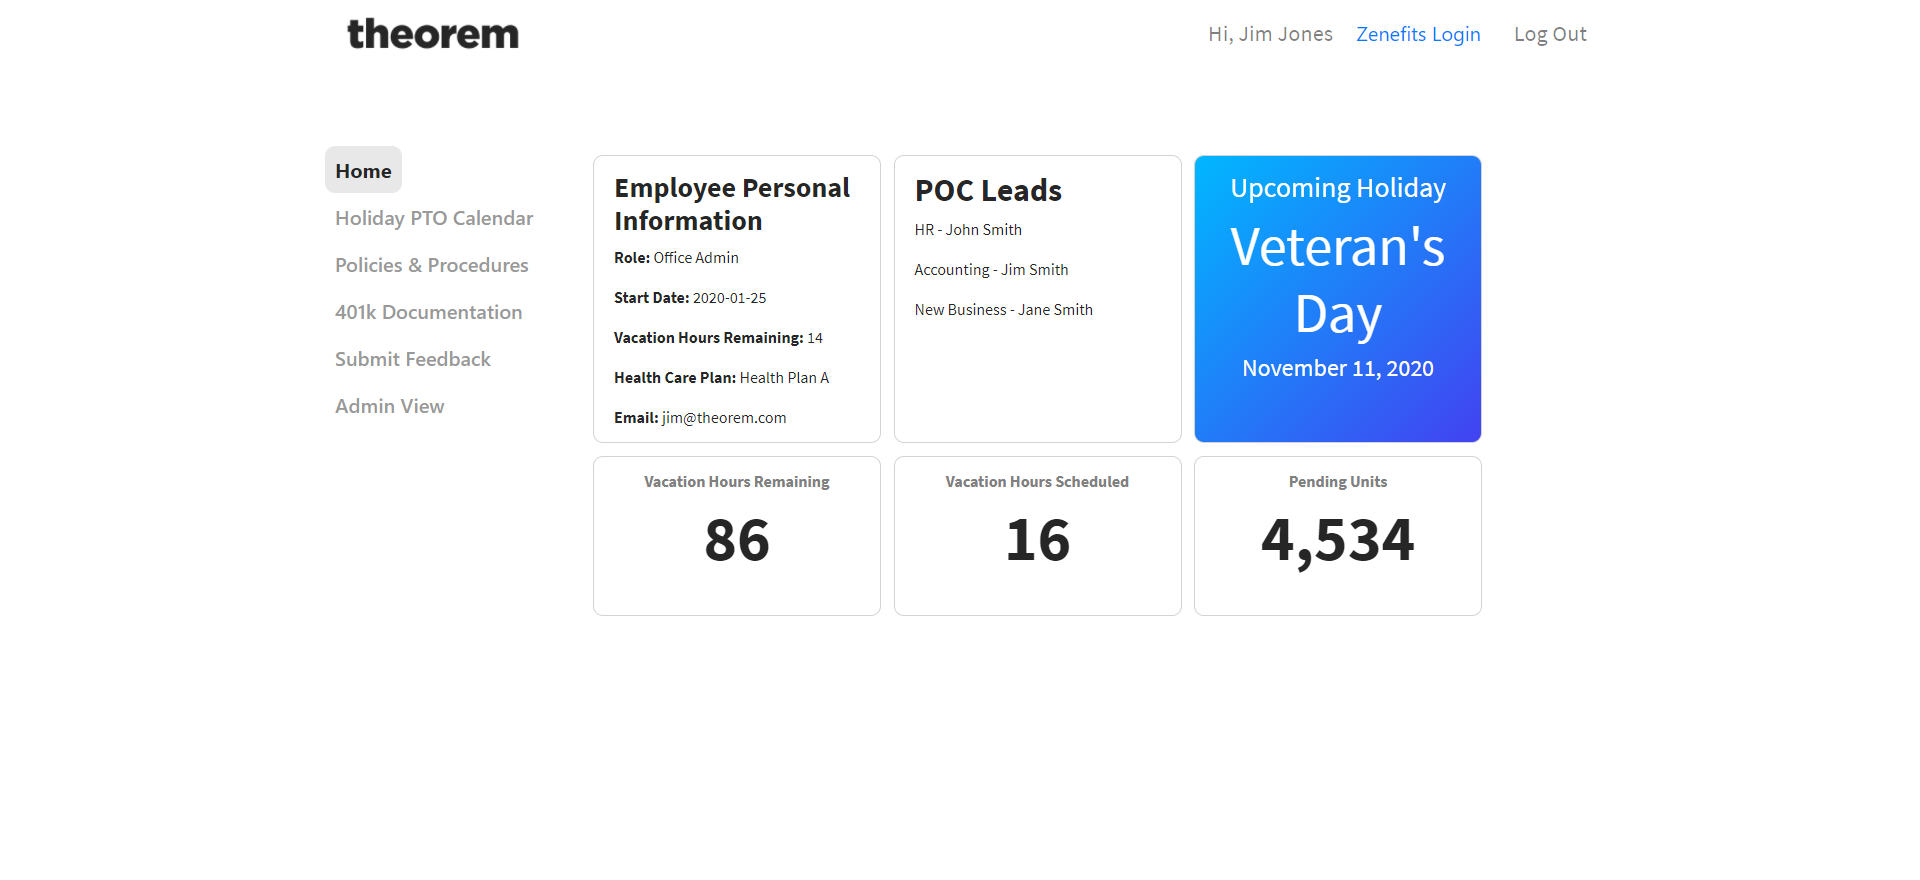 theorem
Hi, Jim Jones Zenefits Login Log Out
Home
Holiday PTO Calendar
Policies & Procedures
401k Documentation
Submit Feedback
Admin View
Employee Personal
Information
Role: Office Admin
Start Date: 2020-01-25
Vacation Hours Remaining: 14
Health Care Plan: Health Plan A
Email: jim@theorem.com
POC Leads
HR - John Smith
Accounting - Jim Smith
New Business - Jane Smith
Upcoming Holiday
Veteran's
Day
November 11, 2020
Vacation Hours Remaining
86
Vacation Hours Scheduled
16
Pending Units
4,534